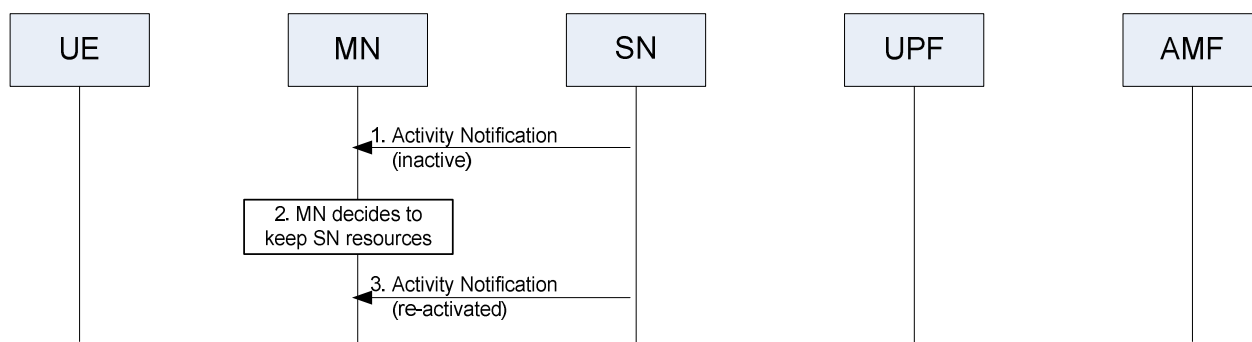 UE
MN
SN
UPF
AMF
1. Activity Notification
(inactive)
2. MN decides to
keep SN resources
3. Activity Notification
(re-activated)